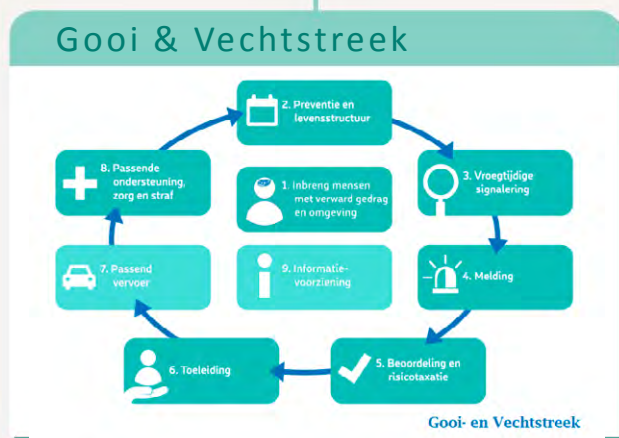 Gooi & Vechtstreek
2. Preventie en
levensstructuur
8. Passende
ondersteuning,
zorg en straf
1. Inbreng mensen
met verward gedrag
en omgeving
3. Vroegtijdige
signalering
7. Passend
vervoer
9. Informatie-
voorziening
4. Melding
6. Toeleiding
5. Beoordeling en
risicotaxatie
Gooi- en Vechtstreek